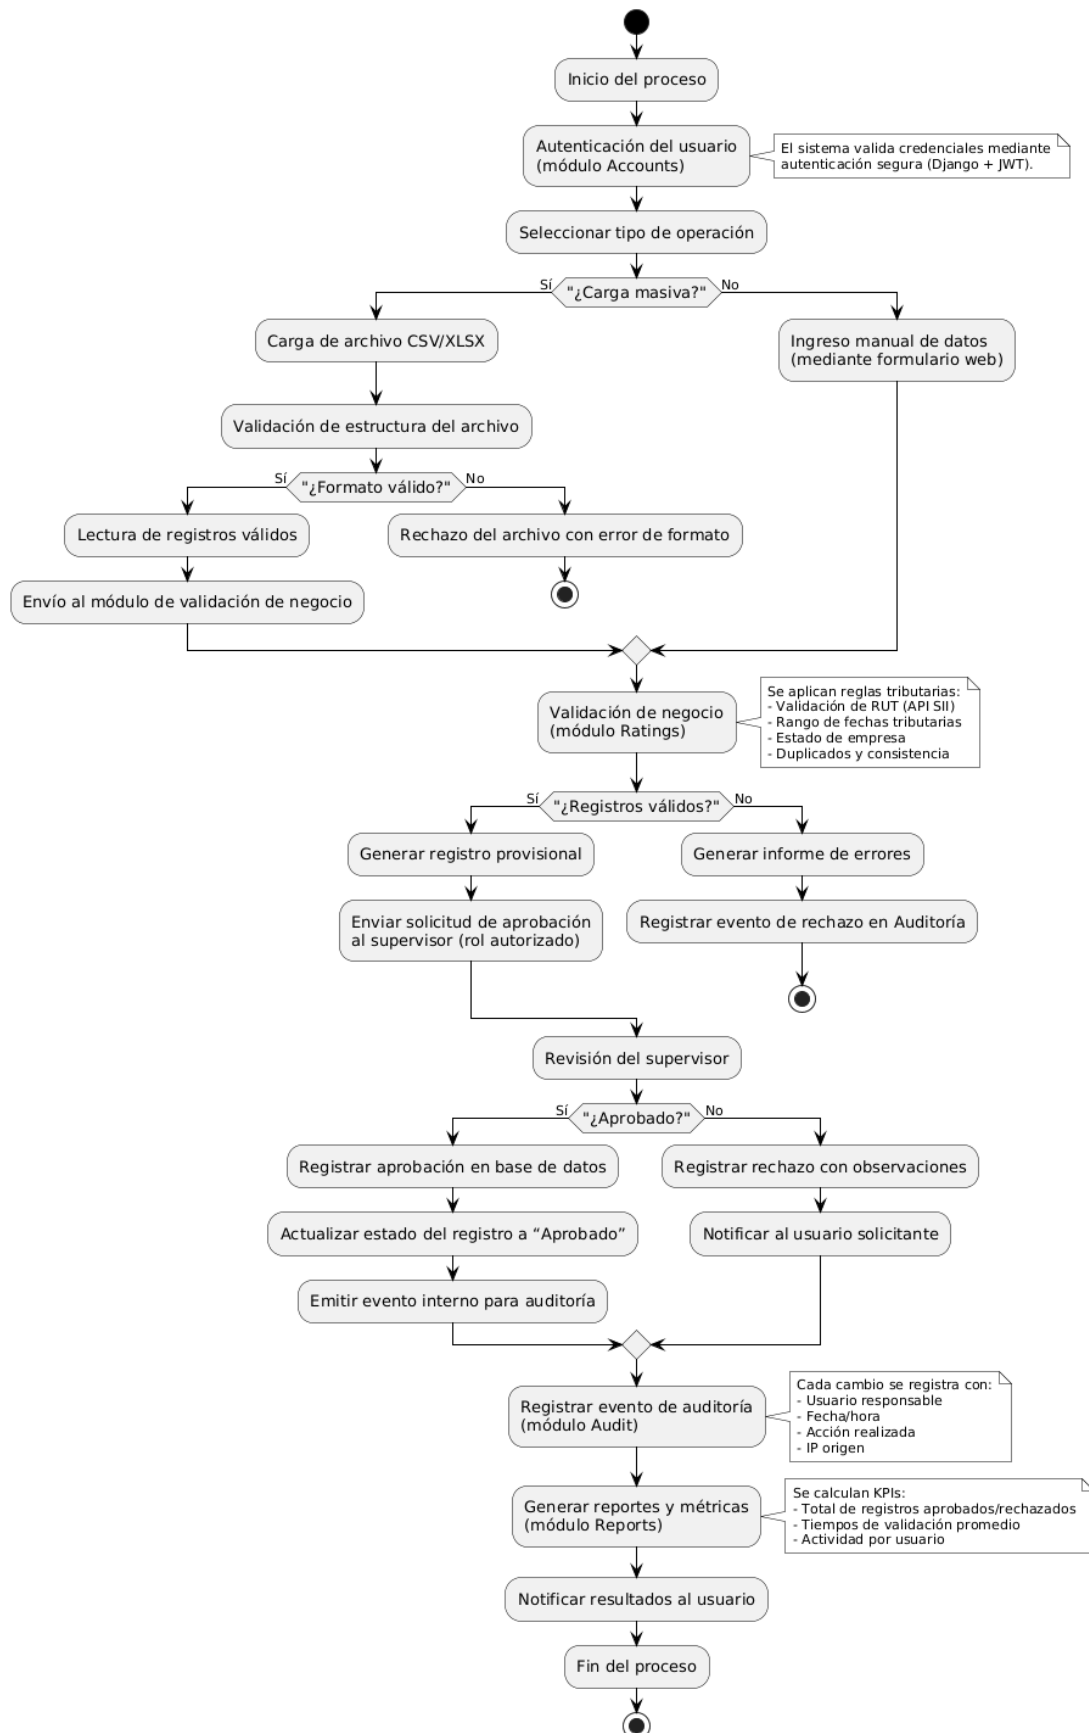 Inicio del proceso
Autenticación del usuario
(módulo Accounts)
El sistema valida credenciales mediante
autenticación segura (Django + JWT).
Seleccionar tipo de operación
Sí
"¿Carga masiva?"
No
Carga de archivo CSV/XLSX
Ingreso manual de datos
(mediante formulario web)
Validación de estructura del archivo
Sí
"¿Formato válido?"
No
Lectura de registros válidos
Rechazo del archivo con error de formato
Envío al módulo de validación de negocio
Validación de negocio
(módulo Ratings)
Se aplican reglas tributarias:
- Validación de RUT (API SII)
- Rango de fechas tributarias
- Estado de empresa
- Duplicados y consistencia
Sí
"¿Registros válidos?"
No
Generar registro provisional
Generar informe de errores
Enviar solicitud de aprobación
al supervisor (rol autorizado)
Registrar evento de rechazo en Auditoría
Revisión del supervisor
Sí
"¿Aprobado?"
No
Registrar aprobación en base de datos
Registrar rechazo con observaciones
Actualizar estado del registro a “Aprobado”
Notificar al usuario solicitante
Emitir evento interno para auditoría
Registrar evento de auditoría
(módulo Audit)
Cada cambio se registra con:
- Usuario responsable
- Fecha/hora
- Acción realizada
- IP origen
Generar reportes y métricas
(módulo Reports)
Se calculan KPIs:
- Total de registros aprobados/rechazados
- Tiempos de validación promedio
- Actividad por usuario
Notificar resultados al usuario
Fin del proceso